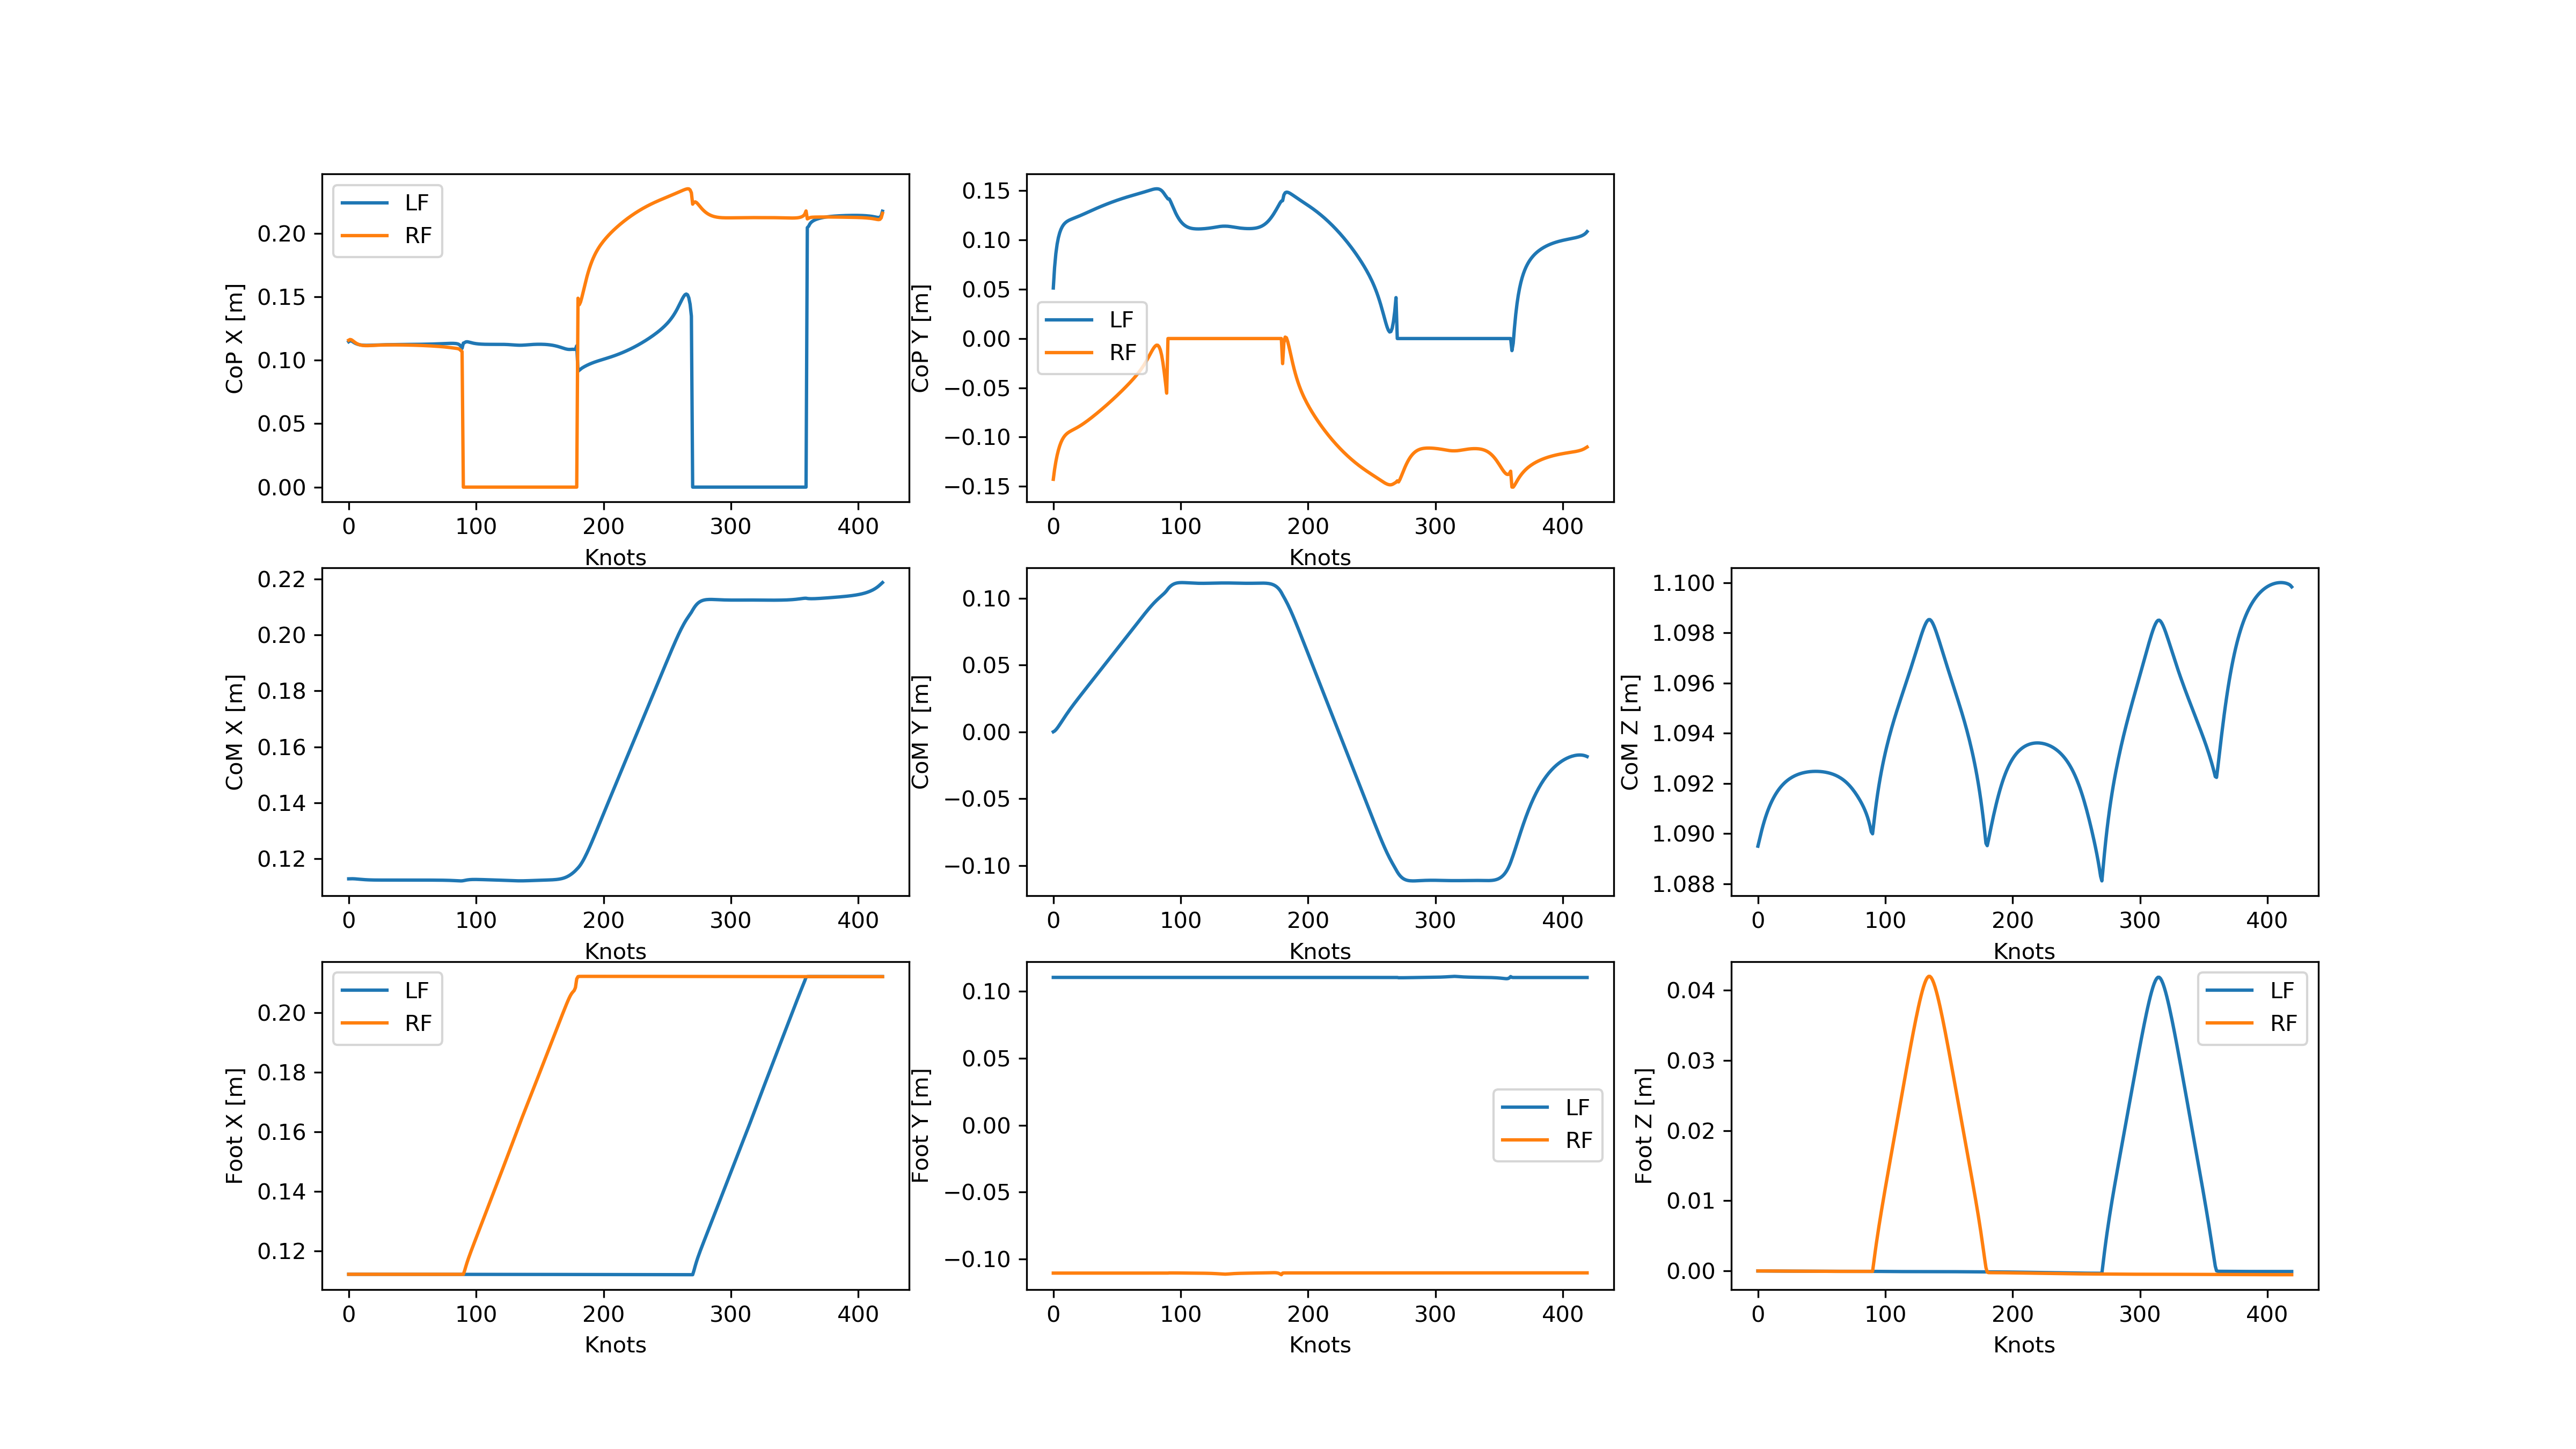 CoP X [m]
0.20
0.15
0.10
0.05
0.00
LF
RF
0 100 200 300 400
Knots
CoP Y [m]
0.15
0.10
0.05
0.00
−0.05
−0.10
−0.15
LF
RF
0 100 200 300 400
Knots
CoM X [m]
0.22
0.20
0.18
0.16
0.14
0.12
0 100 200 300 400
Knots
CoM Y [m]
0.10
0.05
0.00
−0.05
−0.10
0 100 200 300 400
Knots
CoM Z [m]
1.100
1.098
1.096
1.094
1.092
1.090
1.088
0 100 200 300 400
Knots
Foot X [m]
0.20
0.18
0.16
0.14
0.12
LF
RF
0 100 200 300 400
Knots
Foot Y [m]
0.10
0.05
0.00
−0.05
−0.10
LF
RF
0 100 200 300 400
Knots
Foot Z [m]
0.04
0.03
0.02
0.01
0.00
LF
RF
0 100 200 300 400
Knots